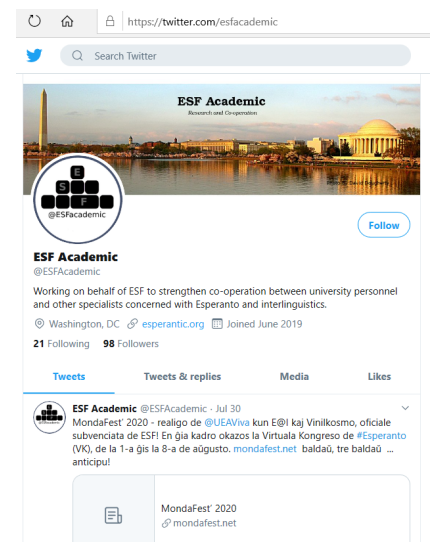 https://twitter.com/esfacademic
Search Twitter
ESF Academic
Research and Co-operation
E
S
F
@ESFacademic
Follow
ESF Academic
@ESFAcademic
Working on behalf of ESF to strengthen co-operation between university personnel
and other specialists concerned with Esperanto and interlinguistics.
Washington, DC esperantic.org Joined June 2019
21 Following 98 Followers
Tweets Tweets & replies Media Likes
ESF Academic @ESFAcademic · Jul 30
MondaFest' 2020 - realigo de @UEAViva kun E@I kaj Vinilkosmo, oficiale
subvenciata de ESF! En ĝia kadro okazos la Virtuala Kongreso de #Esperanto
(VK), de la 1-a ĝis la 8-a de aŭgusto. mondafest.net baldaŭ, tre baldaŭ ...
anticipu!
MondaFest' 2020
mondafest.net